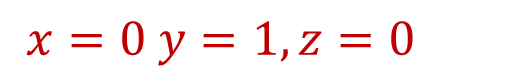 x = 0 y = 1, z = 0